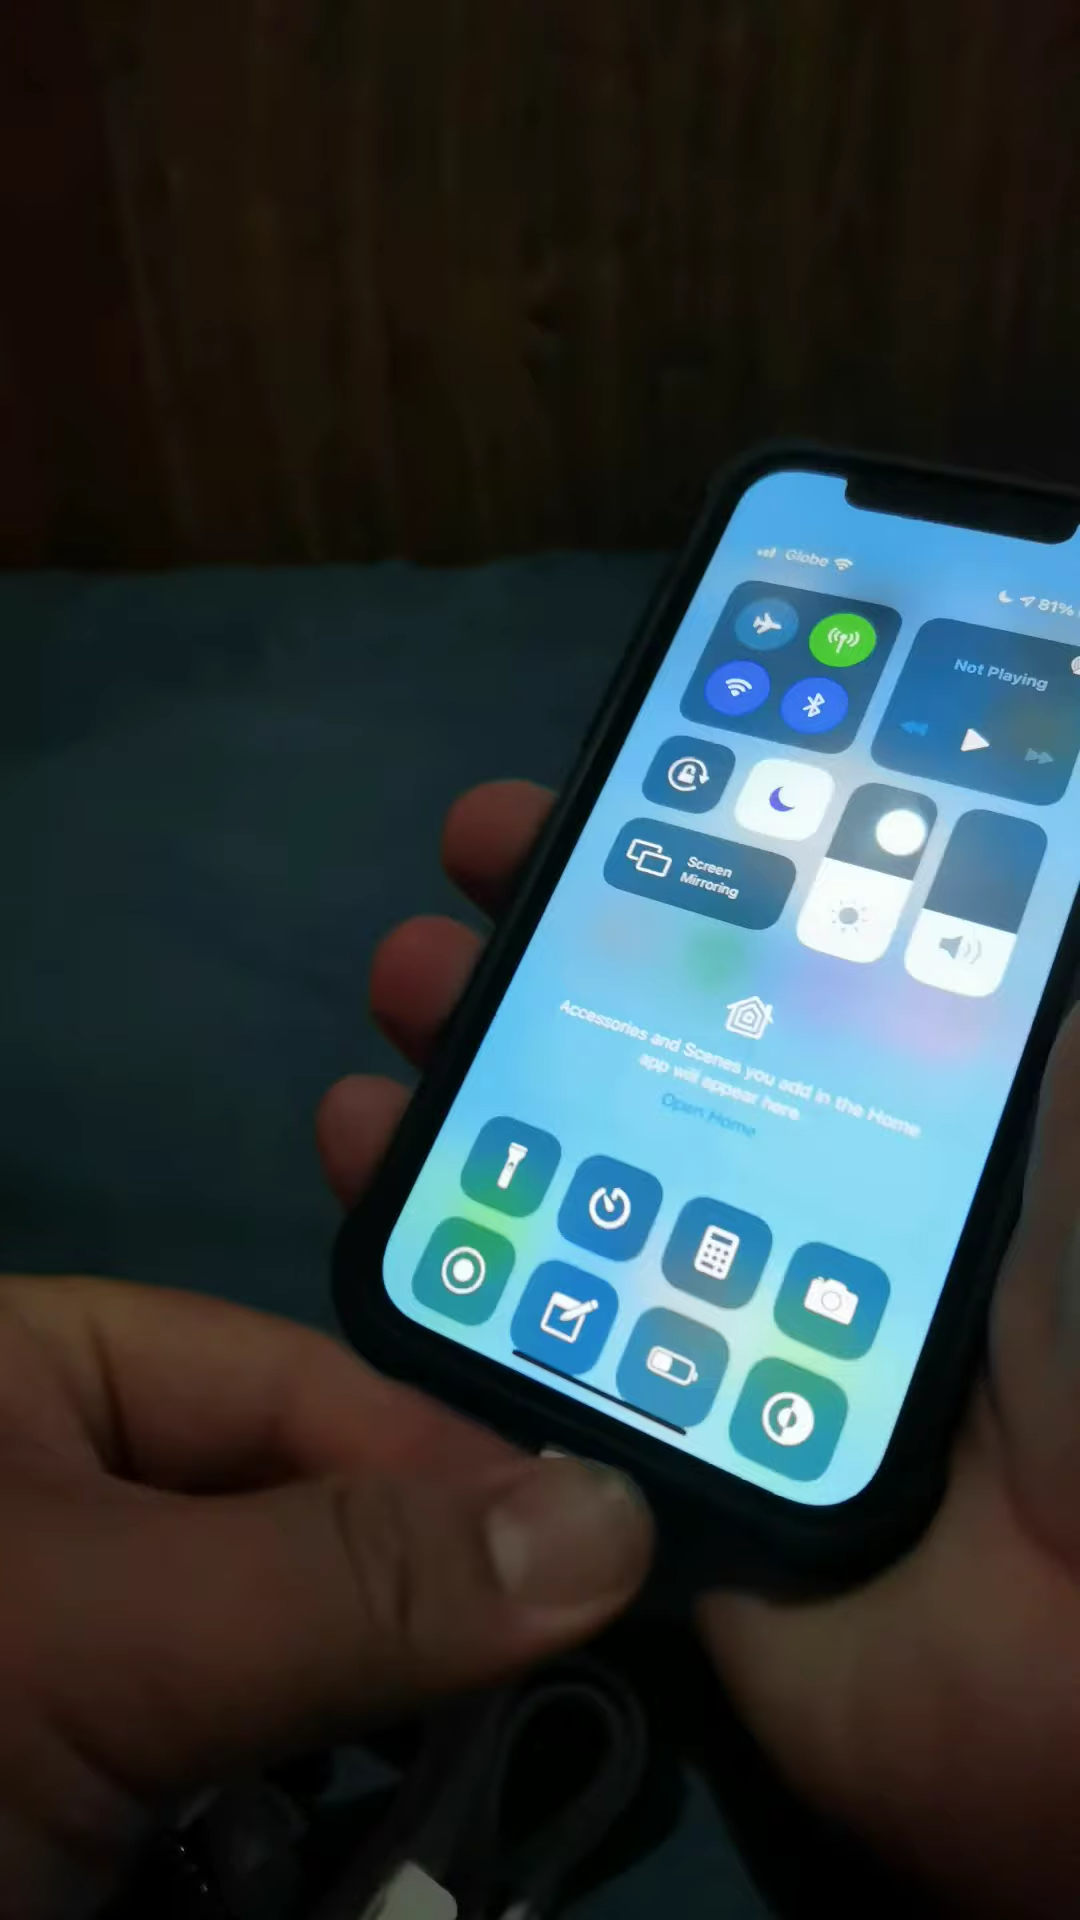 Globe
81%
Not Playing
Screen
Mirroring
Accessories and Scenes you add in the Home
app will appear here.
Open Home